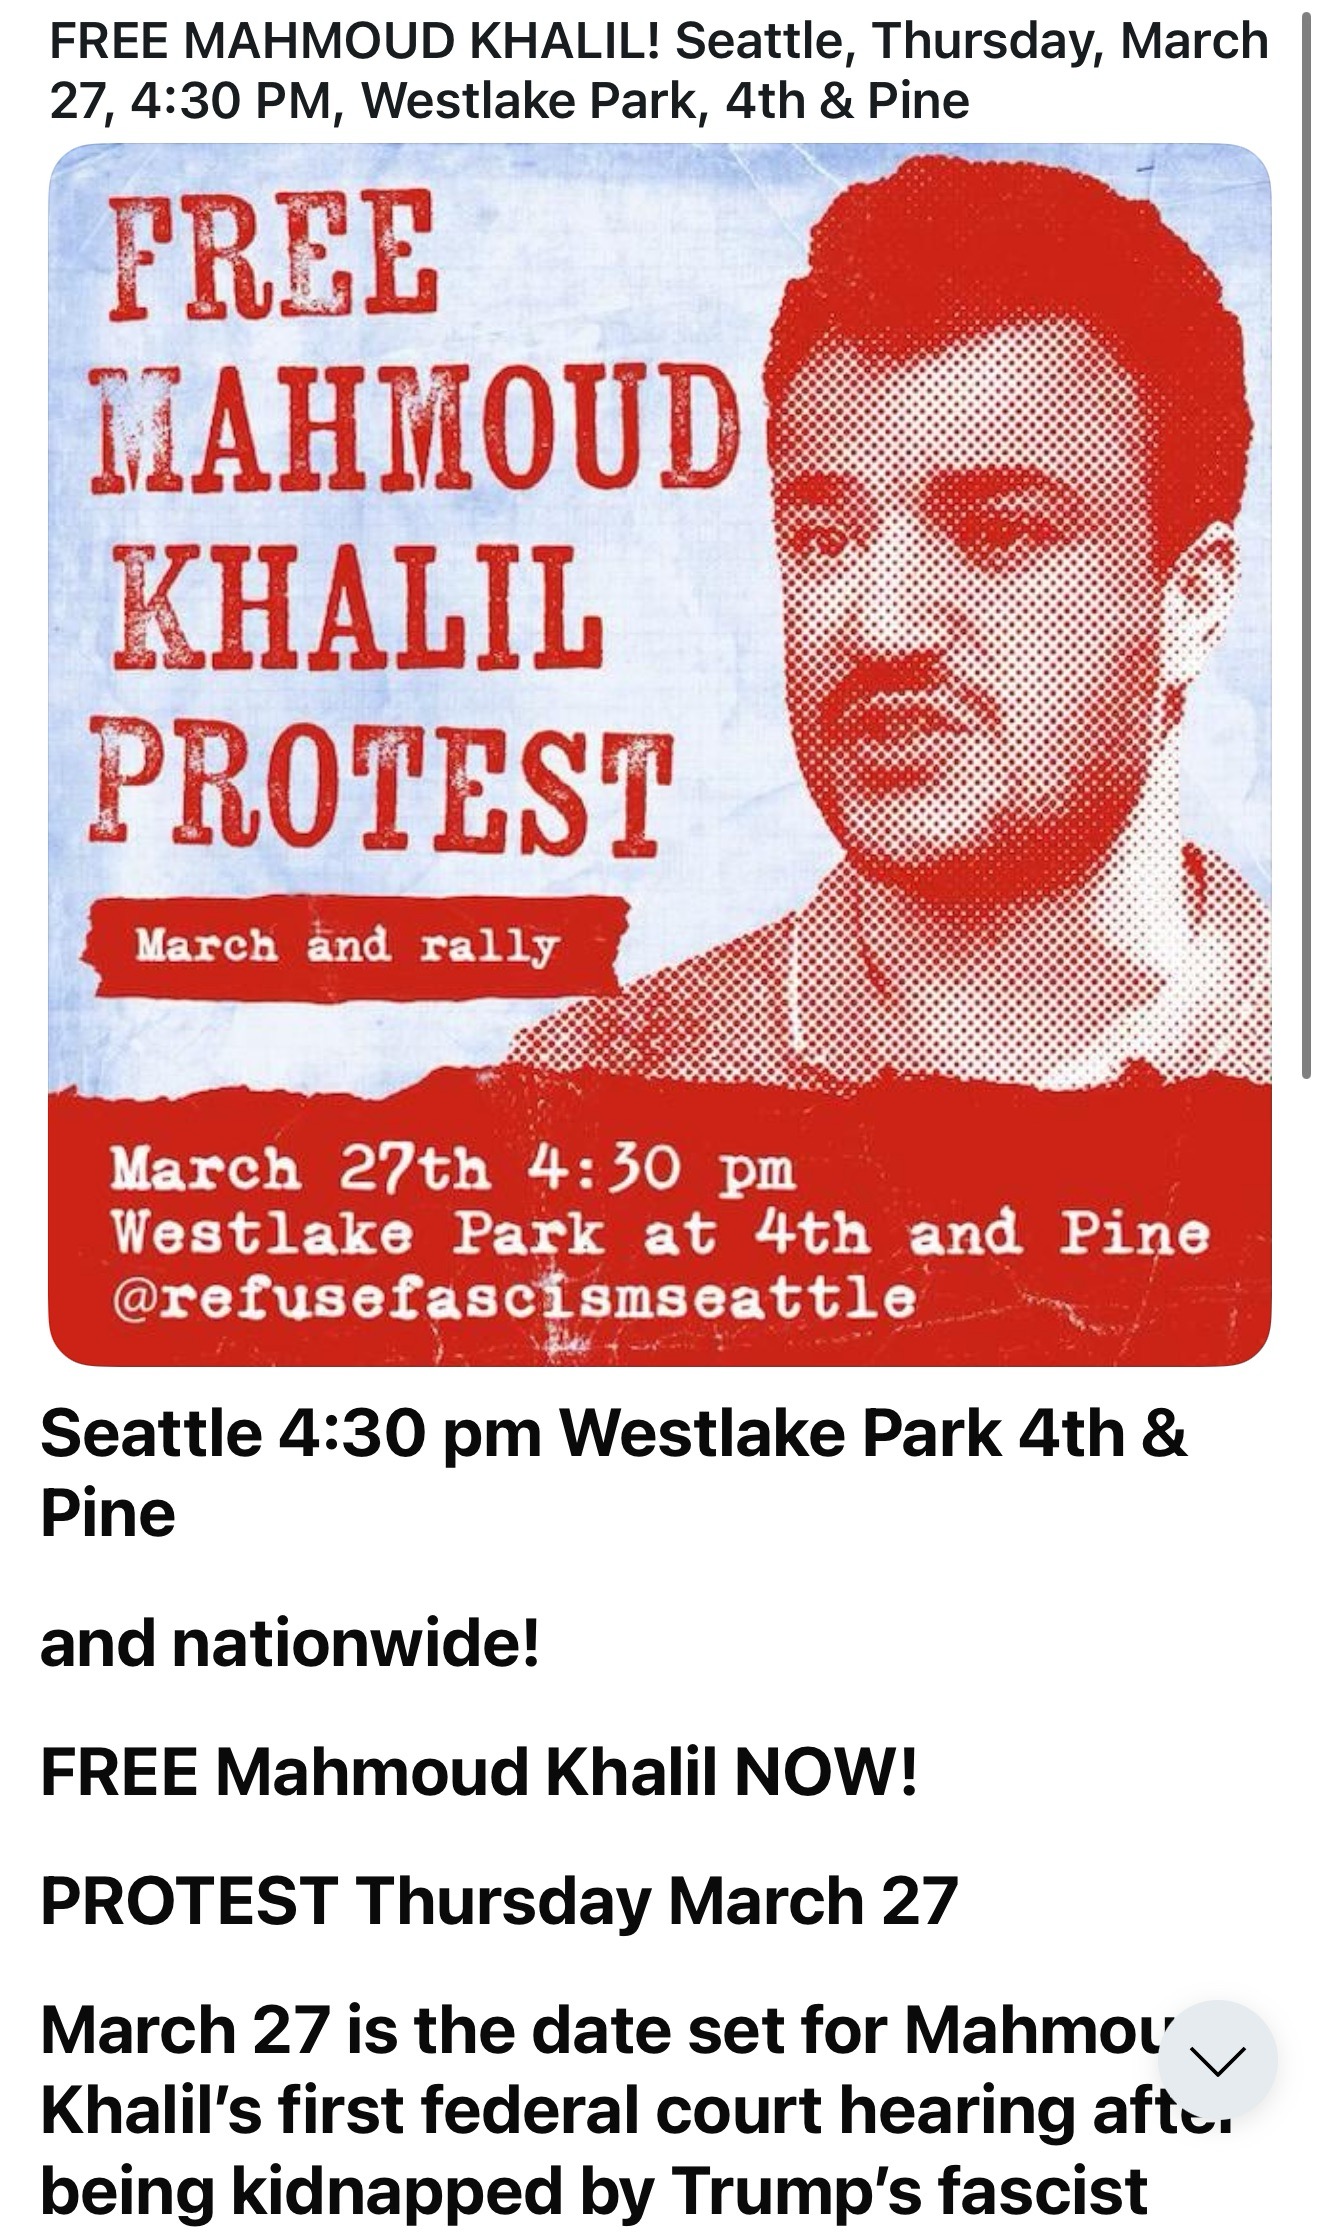 FREE MAHMOUD KHALIL! Seattle, Thursday, March
27, 4:30 PM, Westlake Park, 4th & Pine
FREE
MAHMOUD
KHALIL
PROTEST
March and rally
March 27th 4:30 pm
Westlake Park at 4th and Pine
@refusefascismseattle
Seattle 4:30 pm Westlake Park 4th &
Pine
and nationwide!
FREE Mahmoud Khalil NOW!
PROTEST Thursday March 27
March 27 is the date set for Mahmou
Khalil’s first federal court hearing after
being kidnapped by Trump’s fascist